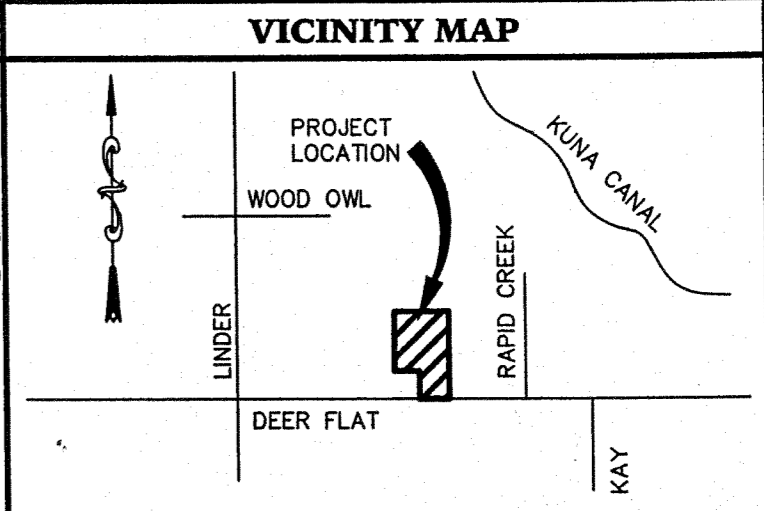 VICINITY MAP
PROJECT
LOCATION
KUNA CANAL
WOOD OWL
RAPID CREEK
LINDER
DEER FLAT
KAY